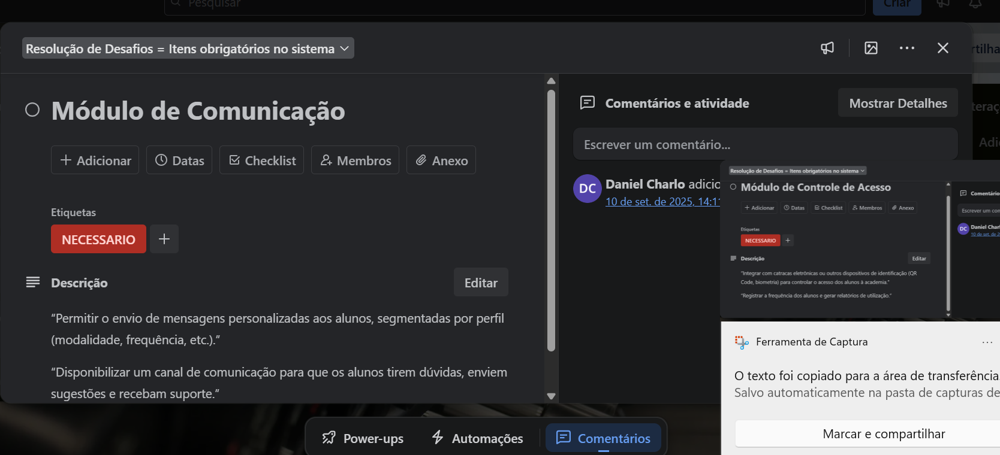 Pesquisar
Criar
Resolução de Desafios = Itens obrigatórios no sistema
Módulo de Comunicação
Adicionar
Datas
Checklist
Membros
Anexo
Etiquetas
NECESSARIO
Descrição
Editar
“Permitir o envio de mensagens personalizadas aos alunos, segmentadas por perfil
(modalidade, frequência, etc.).”
“Disponibilizar um canal de comunicação para que os alunos tirem dúvidas, enviem
sugestões e recebam suporte.”
Comentários e atividade
Mostrar Detalhes
Escrever um comentário...
DC
Daniel Charlo adicio
10 de set. de 2025, 14:11
Resolução de Desafios = Itens obrigatórios no sistema
Módulo de Controle de Acesso
Adicionar
Datas
Checklist
Membros
Anexo
Etiquetas
NECESSARIO
Descrição
Editar
“Integrar com catracas eletrônicas ou outros dispositivos de identificação (QR
Code, biometria) para controlar o acesso dos alunos à academia.”
“Registrar a frequência dos alunos e gerar relatórios de utilização.”
Comentário
Escrever um com
DC
Daniel Charl
10 de set. de 2
Ferramenta de Captura
O texto foi copiado para a área de transferência.
Salvo automaticamente na pasta de capturas de
Marcar e compartilhar
Power-ups
Automações
Comentários